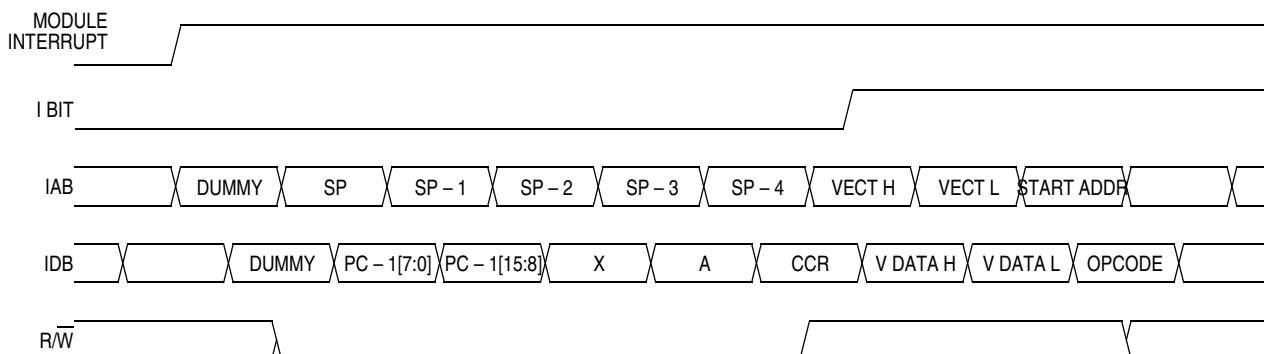 MODULE
INTERRUPT
I BIT
IAB DUMMY SP SP – 1 SP – 2 SP – 3 SP – 4 VECT H VECT L START ADDR
IDB DUMMY PC – 1[7:0] PC – 1[15:8] X A CCR V DATA H V DATA L OPCODE
R/W̅